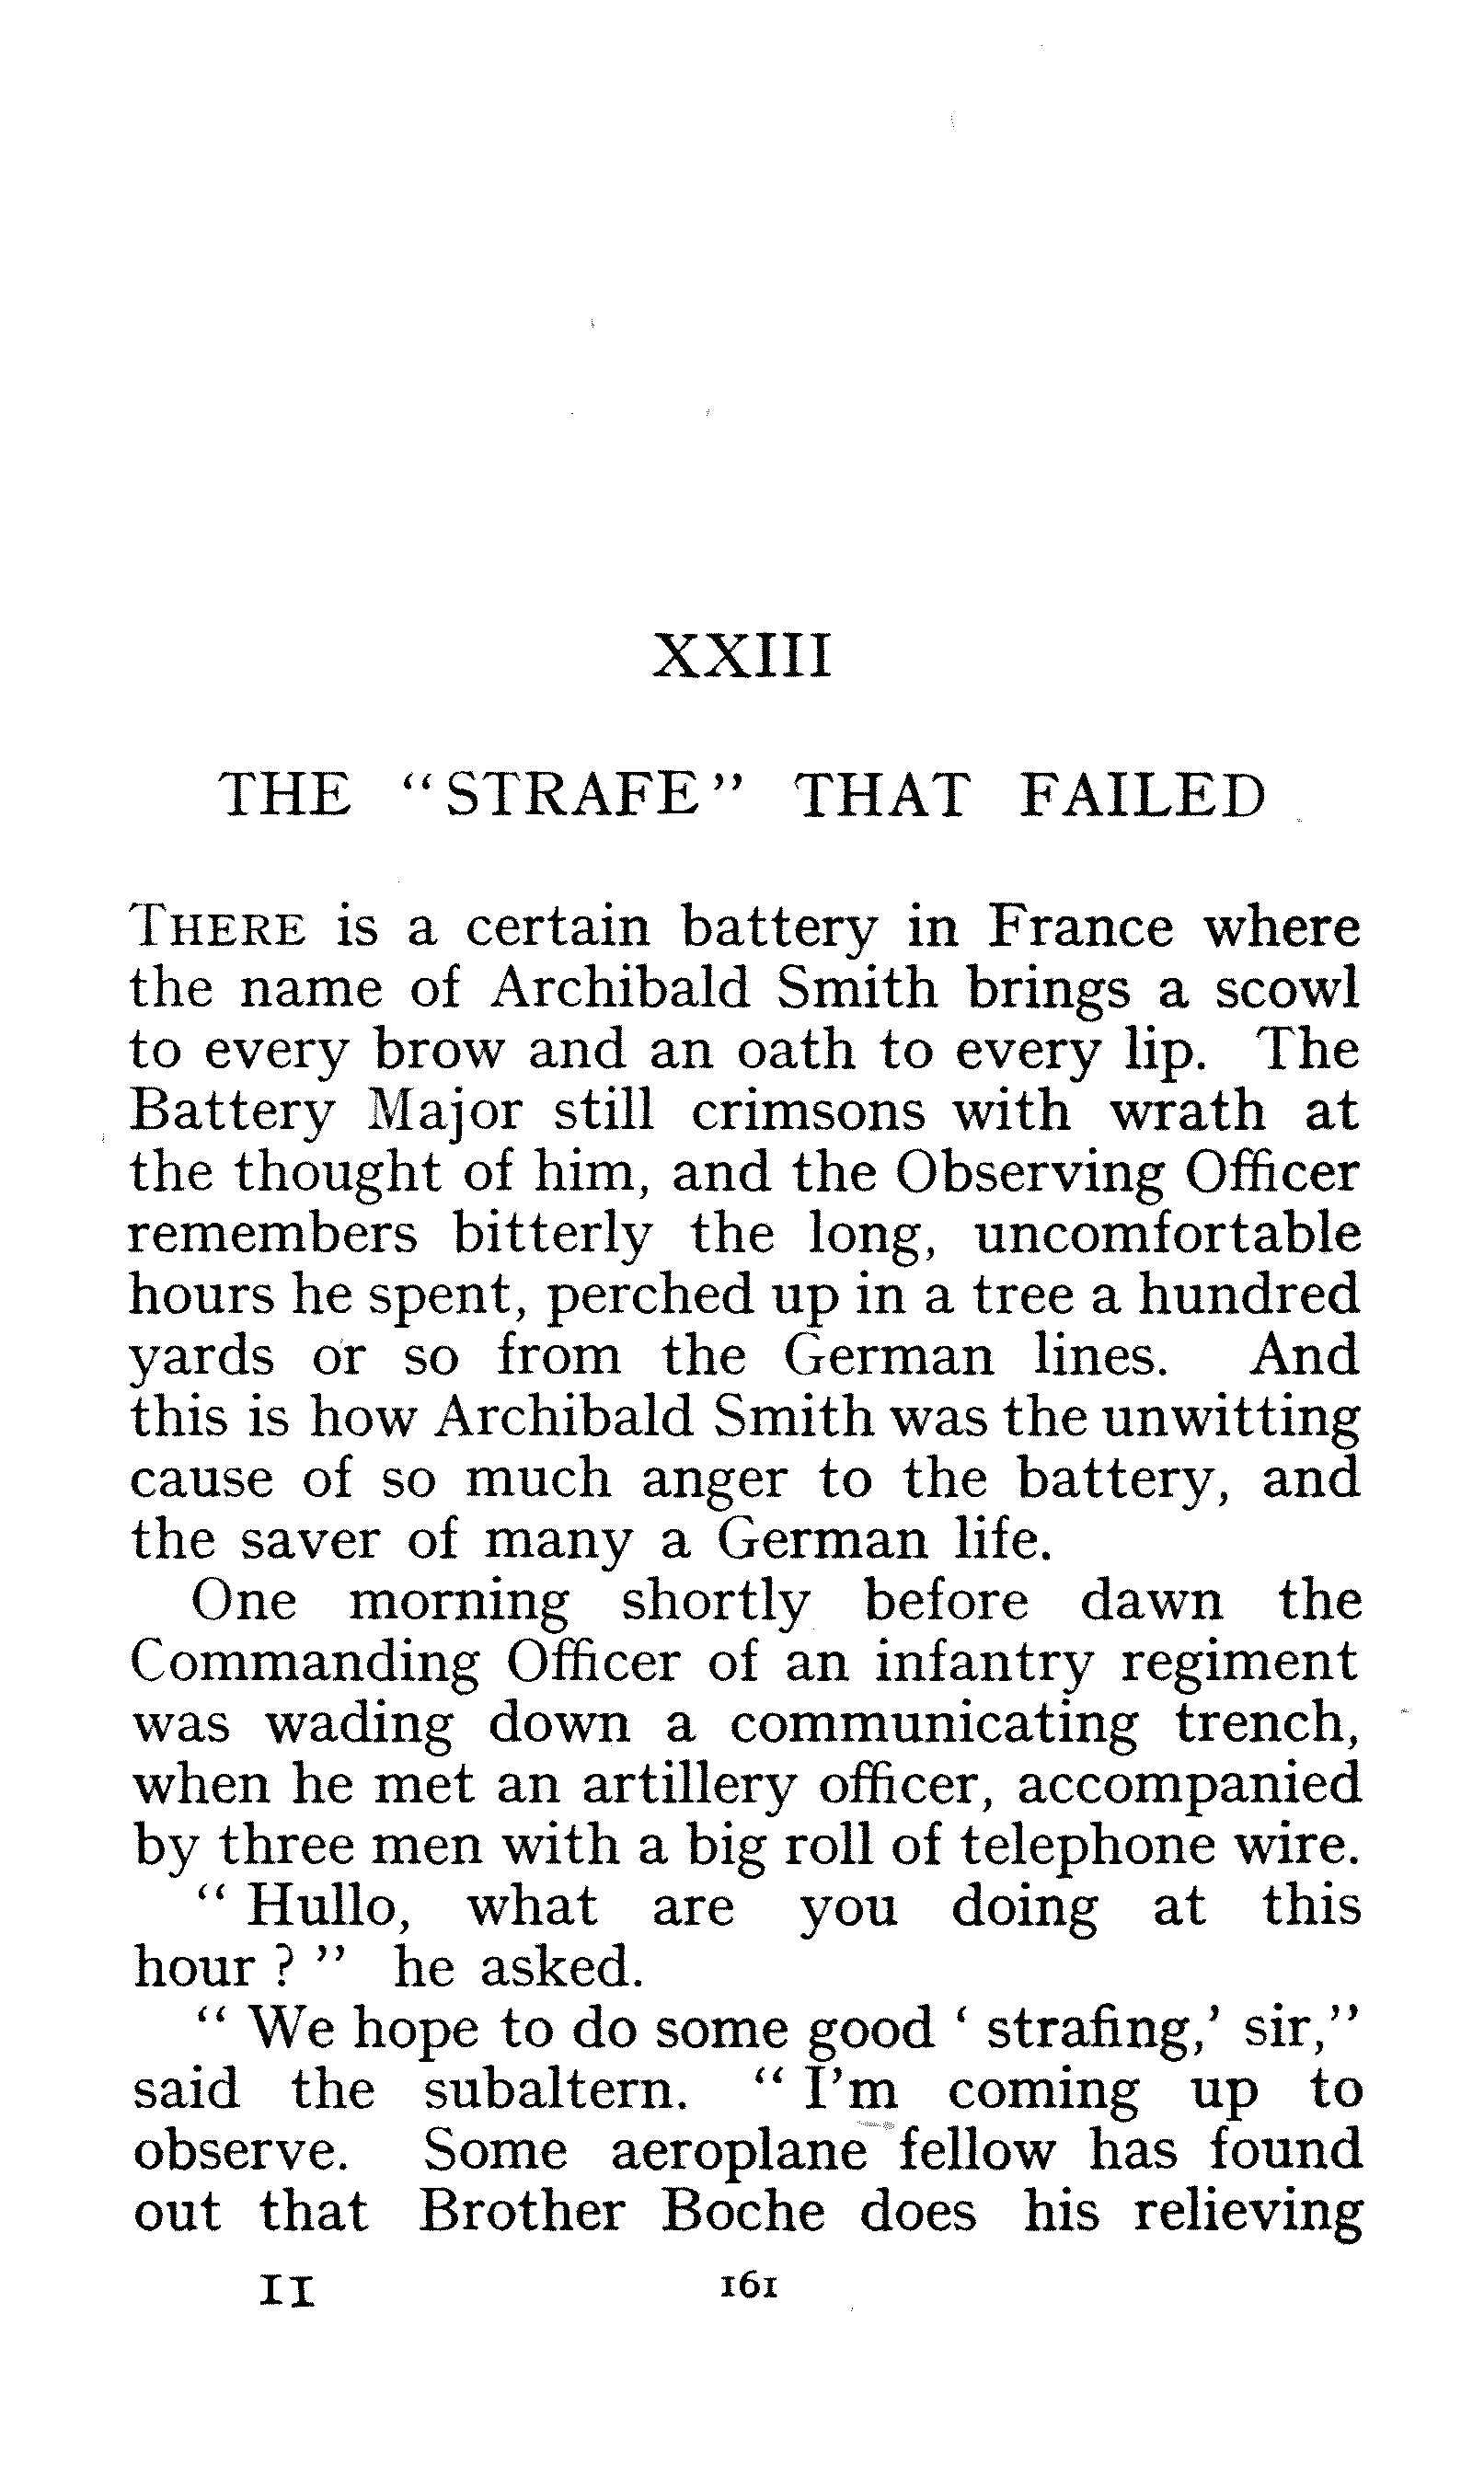 XXIII
THE "STRAFE" THAT FAILED
THERE is a certain battery in France where
the name of Archibald Smith brings a scowl
to every brow and an oath to every lip. The
Battery Major still crimsons with wrath at
the thought of him, and the Observing Officer
remembers bitterly the long, uncomfortable
hours he spent, perched up in a tree a hundred
yards or so from the German lines. And
this is how Archibald Smith was the unwitting
cause of so much anger to the battery, and
the saver of many a German life.
One morning shortly before dawn the
Commanding Officer of an infantry regiment
was wading down a communicating trench,
when he met an artillery officer, accompanied
by three men with a big roll of telephone wire.
" Hullo, what are you doing at this
hour ? " he asked.
" We hope to do some good ' strafing,' sir,"
said the subaltern. " I'm coming up to
observe. Some aeroplane fellow has found
out that Brother Boche does his relieving
11 161